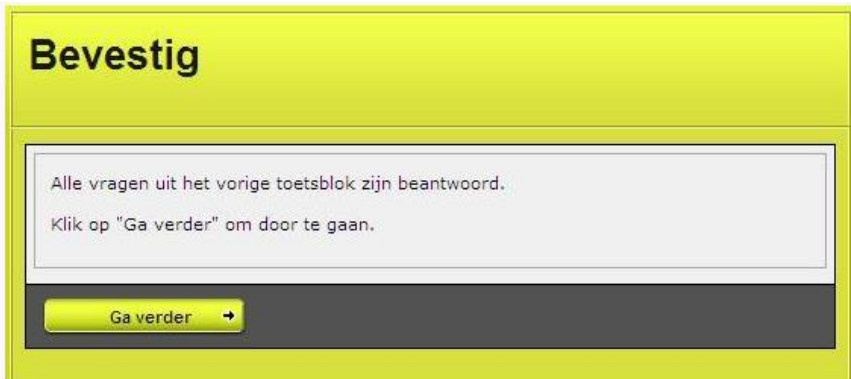 Bevestig
Alle vragen uit het vorige toetsblok zijn beantwoord.
Klik op "Ga verder" om door te gaan.
Ga verder